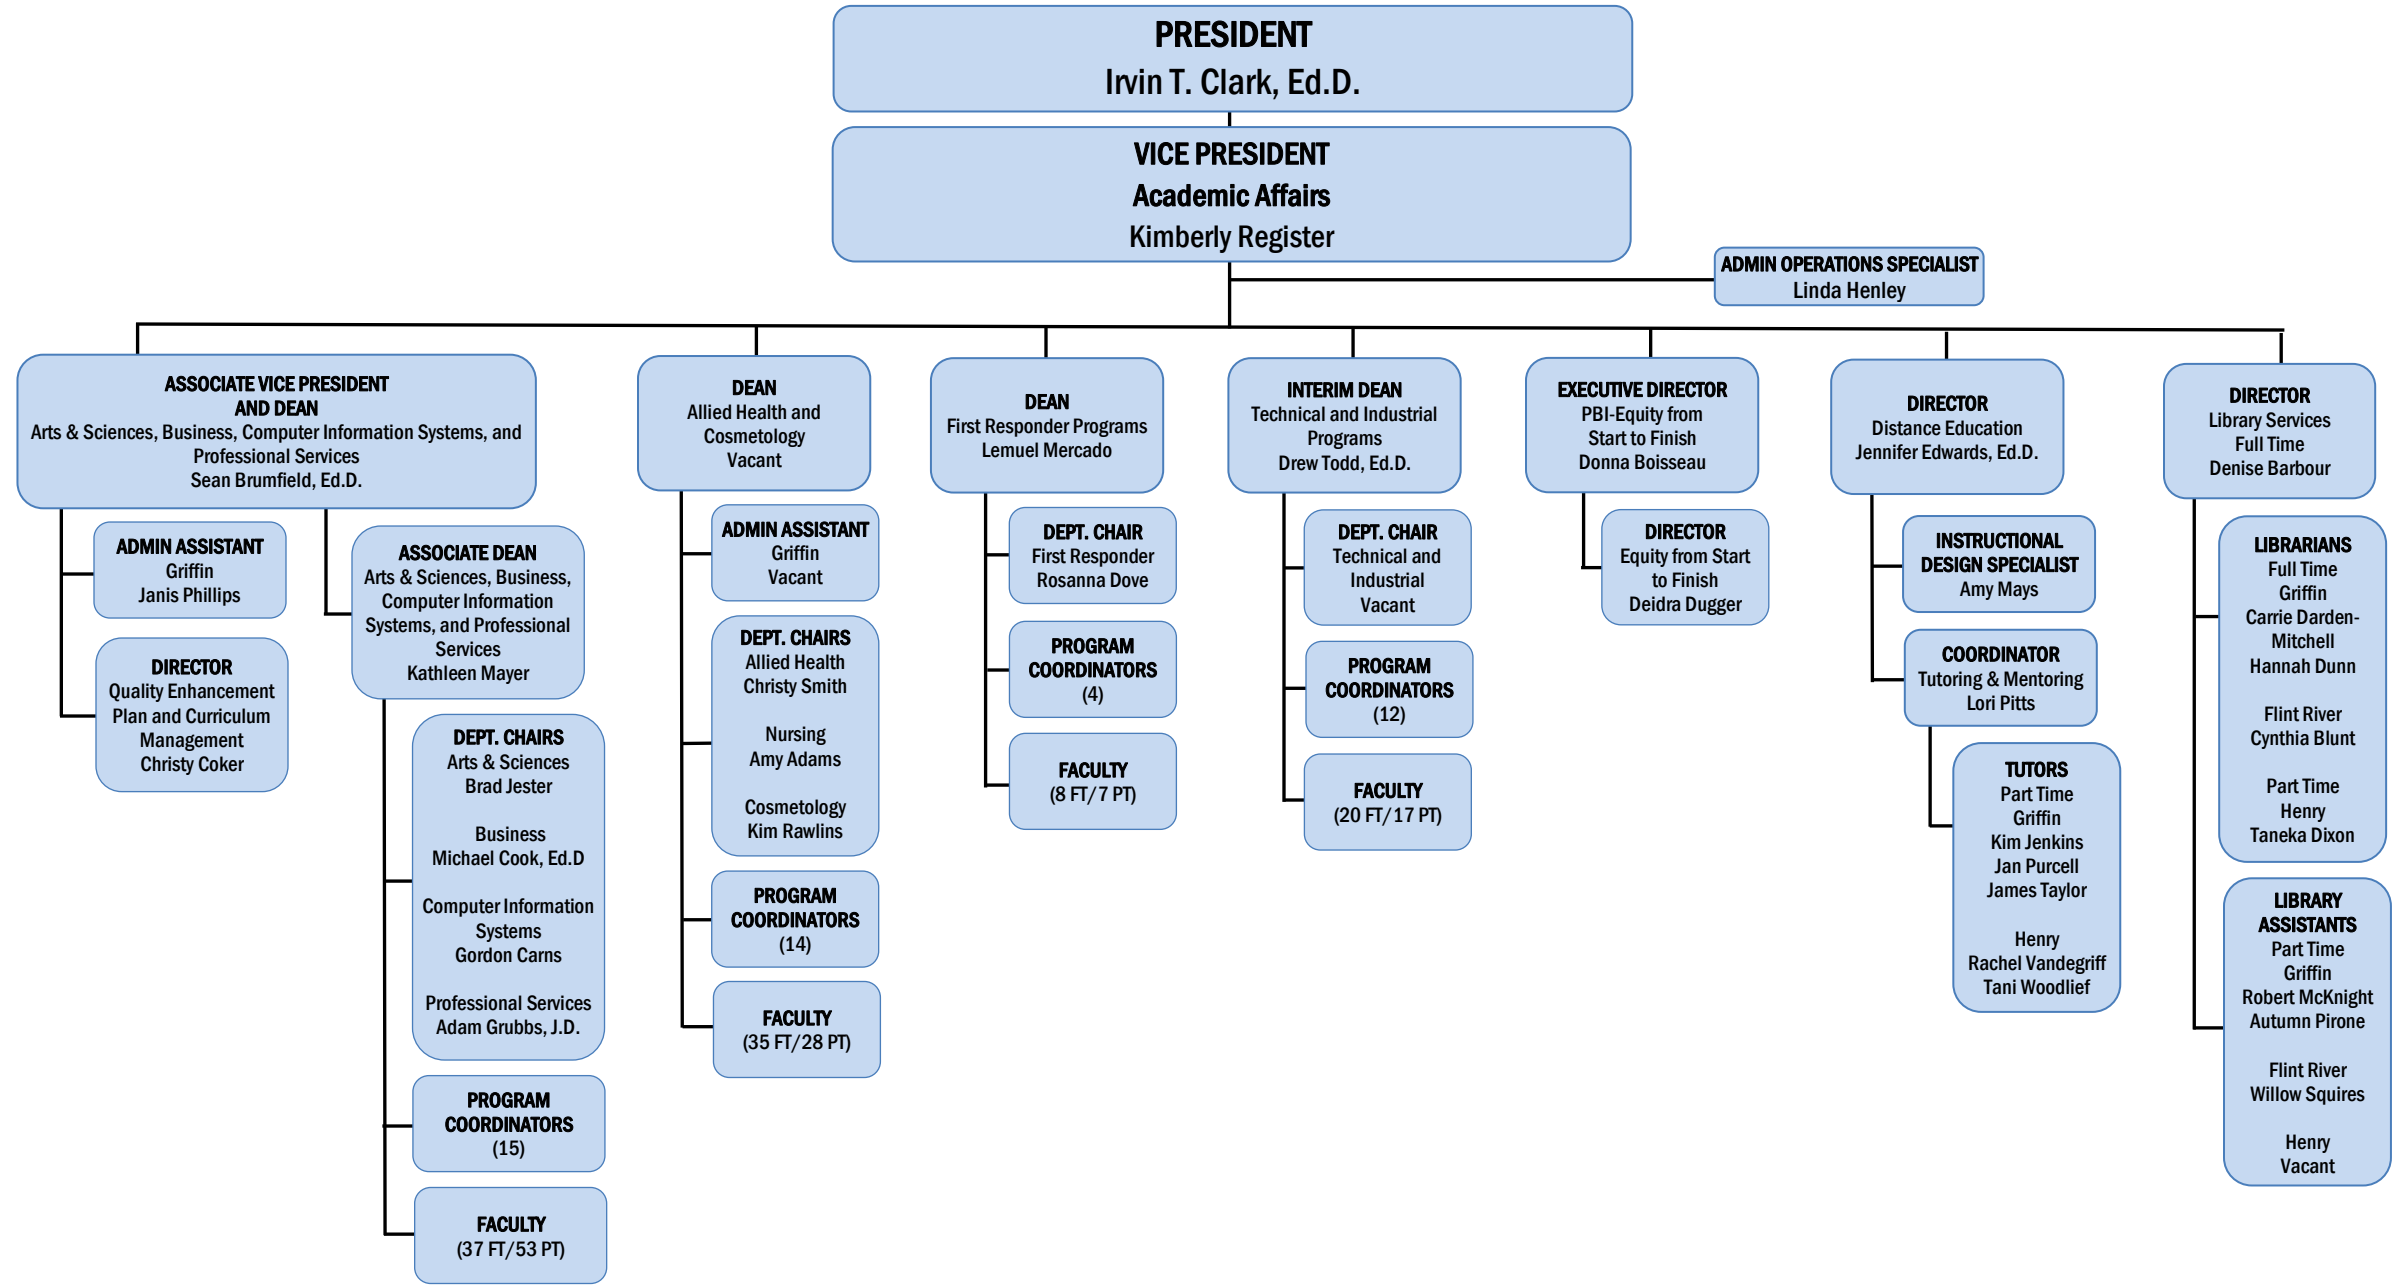 PRESIDENT
Irvin T. Clark, Ed.D.
VICE PRESIDENT
Academic Affairs
Kimberly Register
ADMIN OPERATIONS SPECIALIST
Linda Henley
ASSOCIATE VICE PRESIDENT
AND DEAN
Arts & Sciences, Business, Computer Information Systems, and
Professional Services
Sean Brumfield, Ed.D.
ADMIN ASSISTANT
Griffin
Janis Phillips
DIRECTOR
Quality Enhancement
Plan and Curriculum
Management
Christy Coker
ASSOCIATE DEAN
Arts & Sciences, Business,
Computer Information
Systems, and Professional
Services
Kathleen Mayer
DEPT. CHAIRS
Arts & Sciences
Brad Jester
Business
Michael Cook, Ed.D
Computer Information
Systems
Gordon Carns
Professional Services
Adam Grubbs, J.D.
PROGRAM
COORDINATORS
(15)
FACULTY
(37 FT/53 PT)
DEAN
Allied Health and
Cosmetology
Vacant
ADMIN ASSISTANT
Griffin
Vacant
DEPT. CHAIRS
Allied Health
Christy Smith
Nursing
Amy Adams
Cosmetology
Kim Rawlins
PROGRAM
COORDINATORS
(14)
FACULTY
(35 FT/28 PT)
DEAN
First Responder Programs
Lemuel Mercado
DEPT. CHAIR
First Responder
Rosanna Dove
PROGRAM
COORDINATORS
(4)
FACULTY
(8 FT/7 PT)
INTERIM DEAN
Technical and Industrial
Programs
Drew Todd, Ed.D.
DEPT. CHAIR
Technical and
Industrial
Vacant
PROGRAM
COORDINATORS
(12)
FACULTY
(20 FT/17 PT)
EXECUTIVE DIRECTOR
PBI-Equity from
Start to Finish
Donna Boisseau
DIRECTOR
Equity from Start
to Finish
Deidra Dugger
DIRECTOR
Distance Education
Jennifer Edwards, Ed.D.
INSTRUCTIONAL
DESIGN SPECIALIST
Amy Mays
COORDINATOR
Tutoring & Mentoring
Lori Pitts
TUTORS
Part Time
Griffin
Kim Jenkins
Jan Purcell
James Taylor
Henry
Rachel Vandegriff
Tani Woodlief
DIRECTOR
Library Services
Full Time
Denise Barbour
LIBRARIANS
Full Time
Griffin
Carrie Darden-
Mitchell
Hannah Dunn
Flint River
Cynthia Blunt
Part Time
Henry
Taneka Dixon
LIBRARY
ASSISTANTS
Part Time
Griffin
Robert McKnight
Autumn Pirone
Flint River
Willow Squires
Henry
Vacant